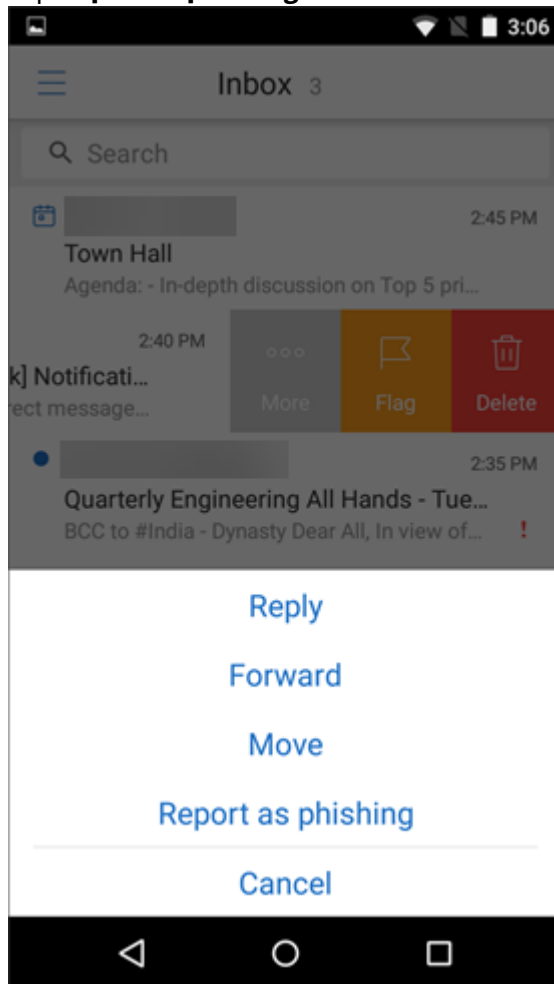 3:06
Inbox 3
Search
2:45 PM
Town Hall
Agenda: - In-depth discussion on Top 5 pri...
2:40 PM
k] Notificati...
ect message...
More Flag Delete
2:35 PM
Quarterly Engineering All Hands - Tue...
BCC to #India - Dynasty Dear All, In view of... !
Reply
Forward
Move
Report as phishing
Cancel